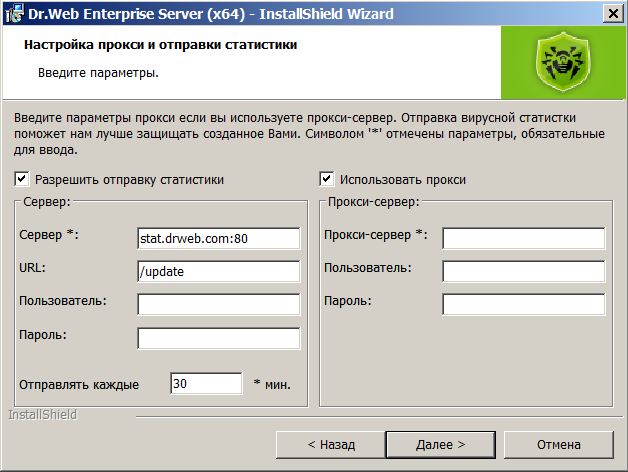 Dr.Web Enterprise Server (x64) - InstallShield Wizard
Настройка прокси и отправки статистики
Введите параметры.
Введите параметры прокси если вы используете прокси-сервер. Отправка вирусной статистки
поможет нам лучше защищать созданное Вами. Символом '*' отмечены параметры, обязательные
для ввода.
Разрешить отправку статистики
Использовать прокси
Сервер:
Сервер *:
stat.drweb.com:80
URL:
/update
Пользователь:
Пароль:
Отправлять каждые 30 * мин.
Прокси-сервер:
Прокси-сервер *:
Пользователь:
Пароль:
InstallShield
< Назад
Далее >
Отмена